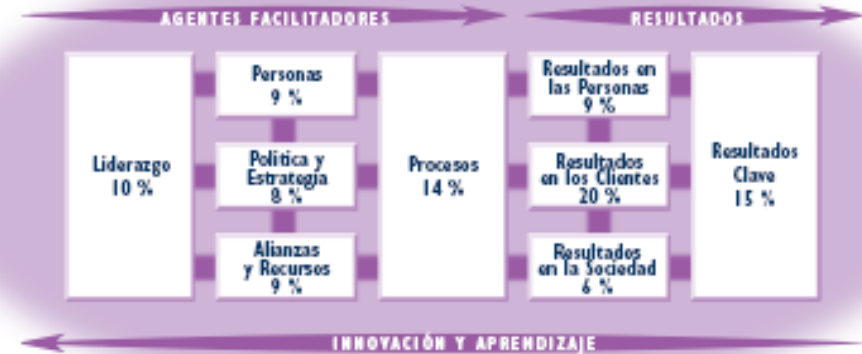 AGENTES FACILITADORES
RESULTADOS
Liderazgo
10 %
Personas
9 %
Política y
Estrategia
8 %
Alianzas
y Recursos
9 %
Procesos
14 %
Resultados en
las Personas
9 %
Resultados
en los Clientes
20 %
Resultados
en la Sociedad
6 %
Resultados
Clave
15 %
INNOVACIÓN Y APRENDIZAJE